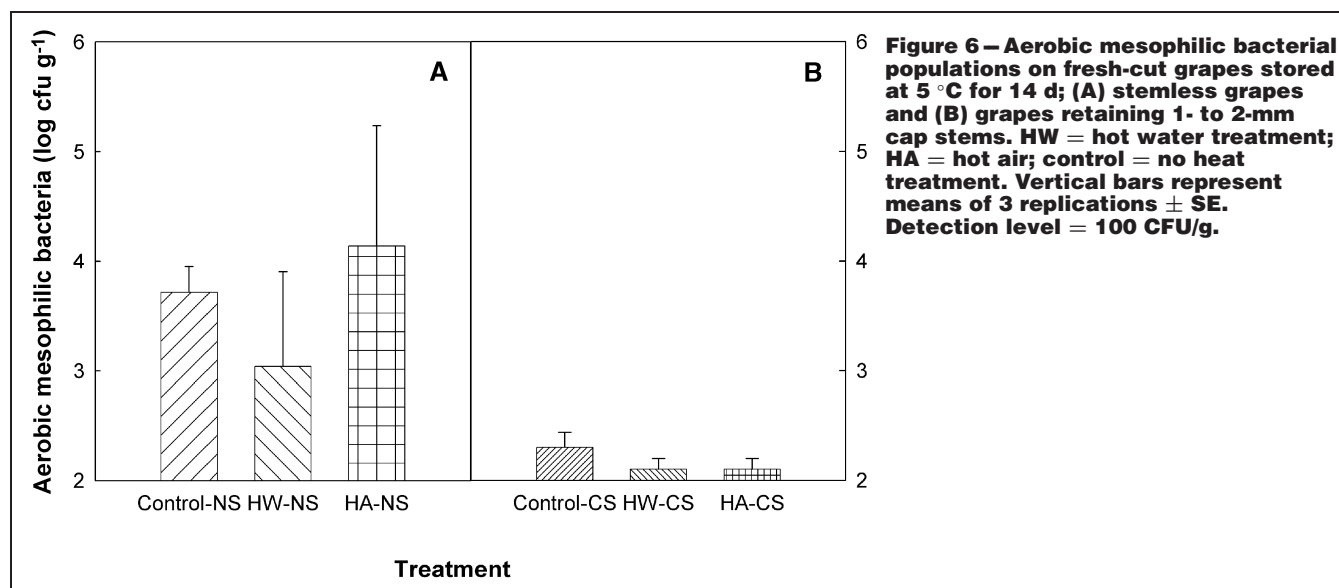 6
5
4
3
2
Aerobic mesophilic bacteria (log cfu g-1)
A
Control-NS HW-NS HA-NS
B
6
5
4
3
2
Control-CS HW-CS HA-CS
Treatment
Figure 6 – Aerobic mesophilic bacterial
populations on fresh-cut grapes stored
at 5 °C for 14 d; (A) stemless grapes
and (B) grapes retaining 1- to 2-mm
cap stems. HW = hot water treatment;
HA = hot air; control = no heat
treatment. Vertical bars represent
means of 3 replications ± SE.
Detection level = 100 CFU/g.